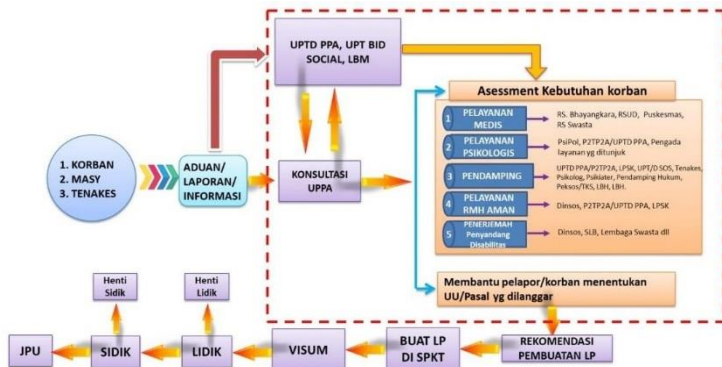 UPTD PPA, UPT BID
SOCIAL, LBM
Asessment Kebutuhan korban
1
PELAYANAN
MEDIS
RS. Bhayangkara, RSUD, Puskesmas,
RS Swasta
2
PELAYANAN
PSIKOLOGIS
PsiPol, P2TP2A/UPTD PPA, Pengada
layanan yg ditunjuk
3
PENDAMPING
UPTD PPA/P2TP2A, LPSK, UPT/D SOS, Tenakes,
Psikolog, Psikiater, Pendamping Hukum,
Peksos/TKS, LBH, LBH.
4
PELAYANAN
RMH AMAN
Dinsos, P2TP2A/UPTD PPA, LPSK
5
PENERJEMAH
Penyandang
Disabilitas
Dinsos, SLB, Lembaga Swasta dll
1. KORBAN
2. MASY
3. TENAKES
ADUAN/
LAPORAN/
INFORMASI
KONSULTASI
UPPA
Membantu pelapor/korban menentukan
UU/Pasal yg dilanggar
Henti
Sidik
Henti
Lidik
JPU
SIDIK
LIDIK
VISUM
BUAT LP
DI SPKT
REKOMENDASI
PEMBUATAN LP